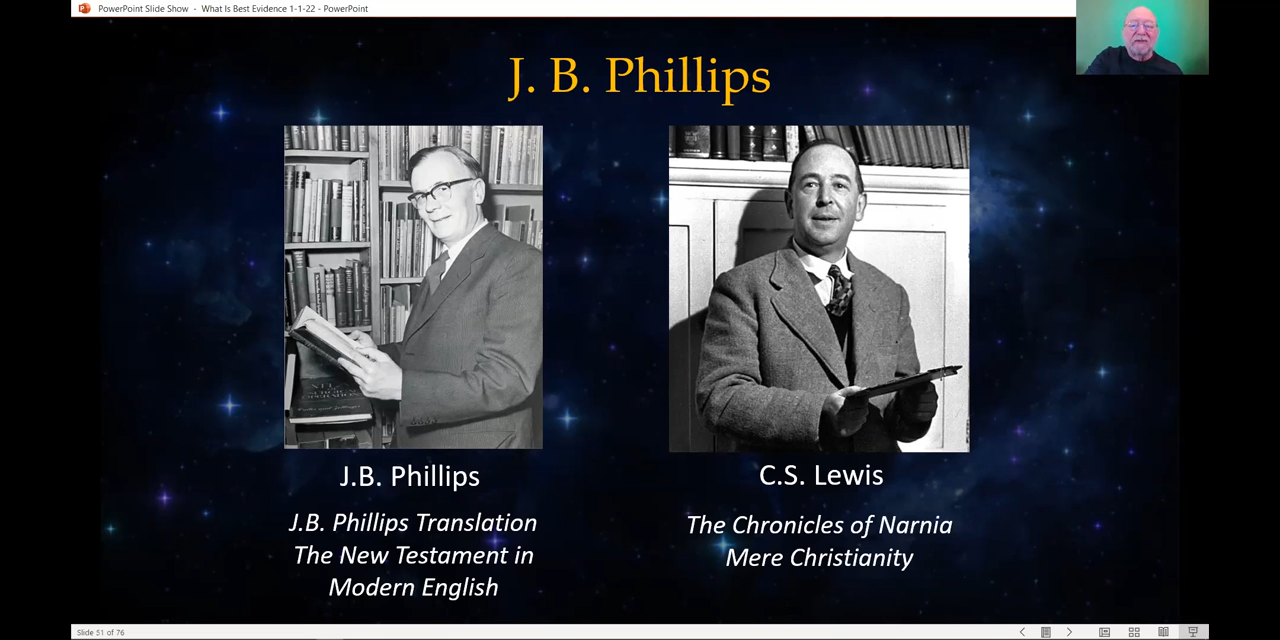 PowerPoint Slide Show - What Is Best Evidence 1-1-22 - PowerPoint
J. B. Phillips
J.B. Phillips
J.B. Phillips Translation
The New Testament in
Modern English
C.S. Lewis
The Chronicles of Narnia
Mere Christianity
Slide 51 of 76